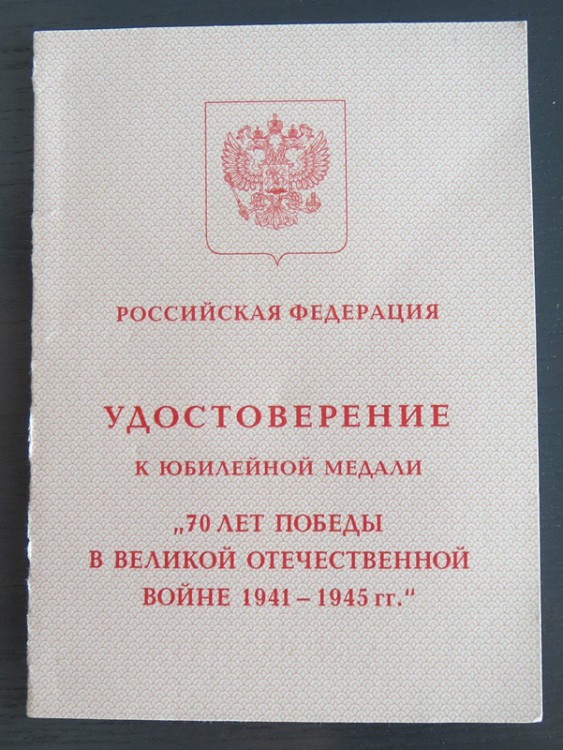 РОССИЙСКАЯ ФЕДЕРАЦИЯ
УДОСТОВЕРЕНИЕ
К ЮБИЛЕЙНОЙ МЕДАЛИ
„70 ЛЕТ ПОБЕДЫ
В ВЕЛИКОЙ ОТЕЧЕСТВЕННОЙ
ВОЙНЕ 1941 – 1945 гг.“